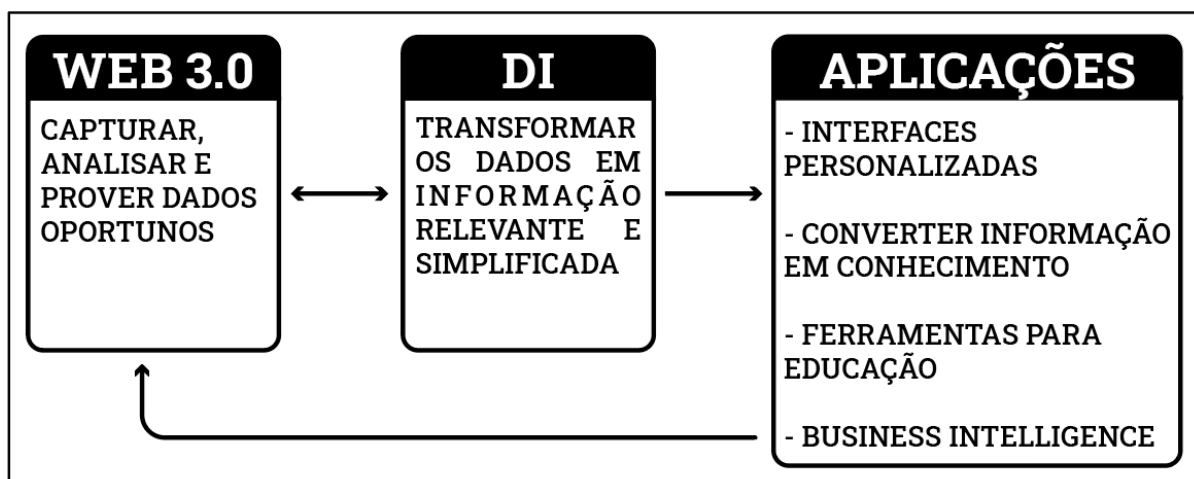 WEB 3.0
CAPTURAR,
ANALISAR E
PROVER DADOS
OPORTUNOS
DI
TRANSFORMAR
OS DADOS EM
INFORMAÇÃO
RELEVANTE E
SIMPLIFICADA
APLICAÇÕES
- INTERFACES
PERSONALIZADAS
- CONVERTER INFORMAÇÃO
EM CONHECIMENTO
- FERRAMENTAS PARA
EDUCAÇÃO
- BUSINESS INTELLIGENCE